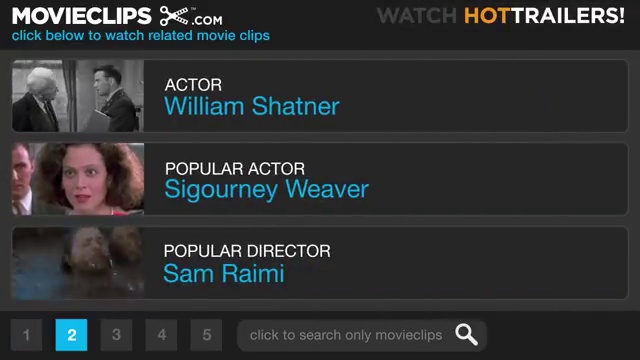 MOVIECLIPS™ .COM
WATCH HOTTRAILERS!
click below to watch related movie clips
ACTOR
William Shatner
POPULAR ACTOR
Sigourney Weaver
POPULAR DIRECTOR
Sam Raimi
1 2 3 4 5 click to search only movieclips